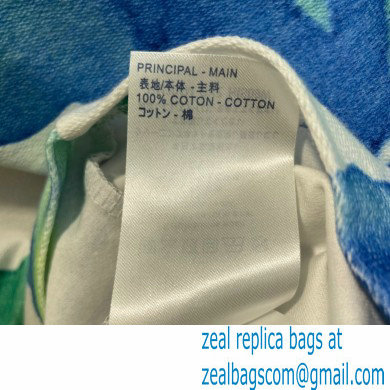 PRINCIPAL - MAIN
表地/本体 - 主料
100% COTON - COTTON
コットン - 棉
zeal replica bags at
zealbagscom@gmail.com